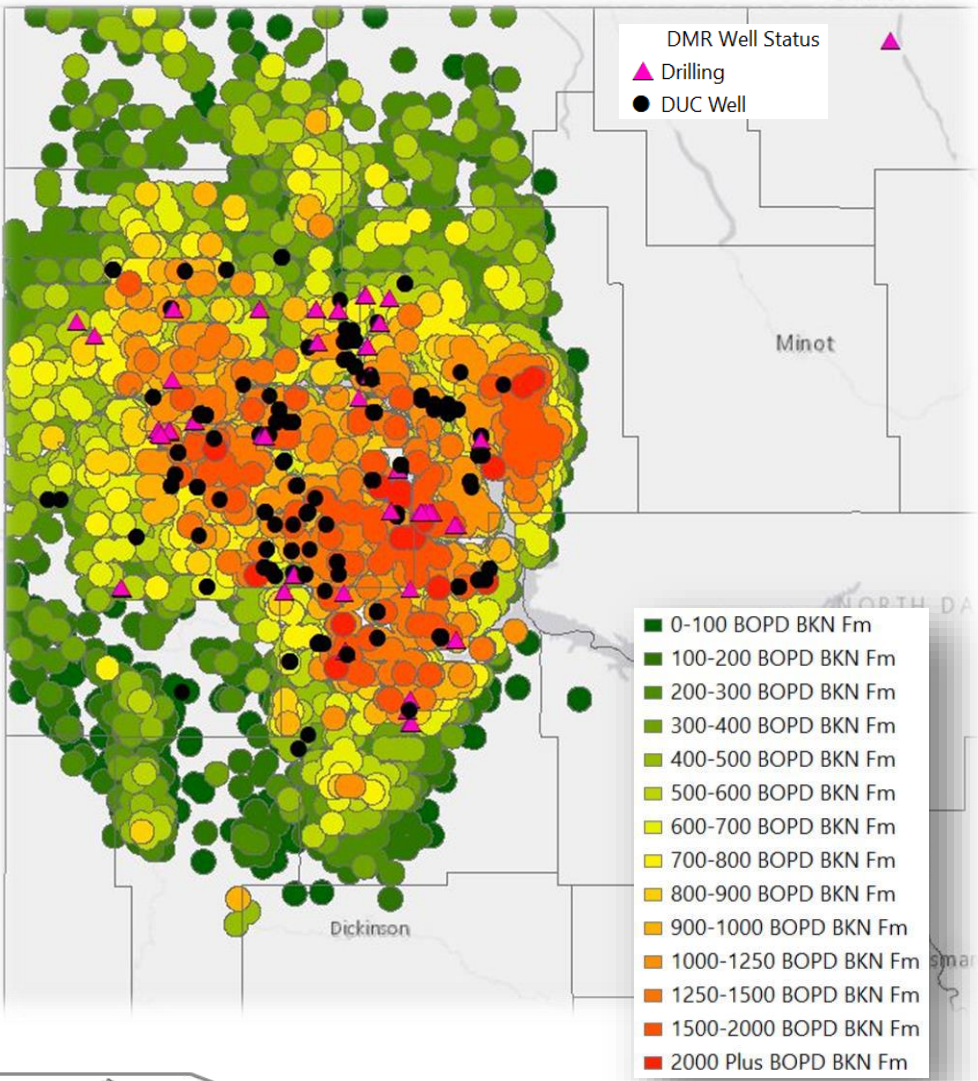 DMR Well Status
Drilling
DUC Well
Minot
NORTH DA
0-100 BOPD BKN Fm
100-200 BOPD BKN Fm
200-300 BOPD BKN Fm
300-400 BOPD BKN Fm
400-500 BOPD BKN Fm
500-600 BOPD BKN Fm
600-700 BOPD BKN Fm
700-800 BOPD BKN Fm
800-900 BOPD BKN Fm
900-1000 BOPD BKN Fm
1000-1250 BOPD BKN Fm
1250-1500 BOPD BKN Fm
1500-2000 BOPD BKN Fm
2000 Plus BOPD BKN Fm
Dickinson
smar